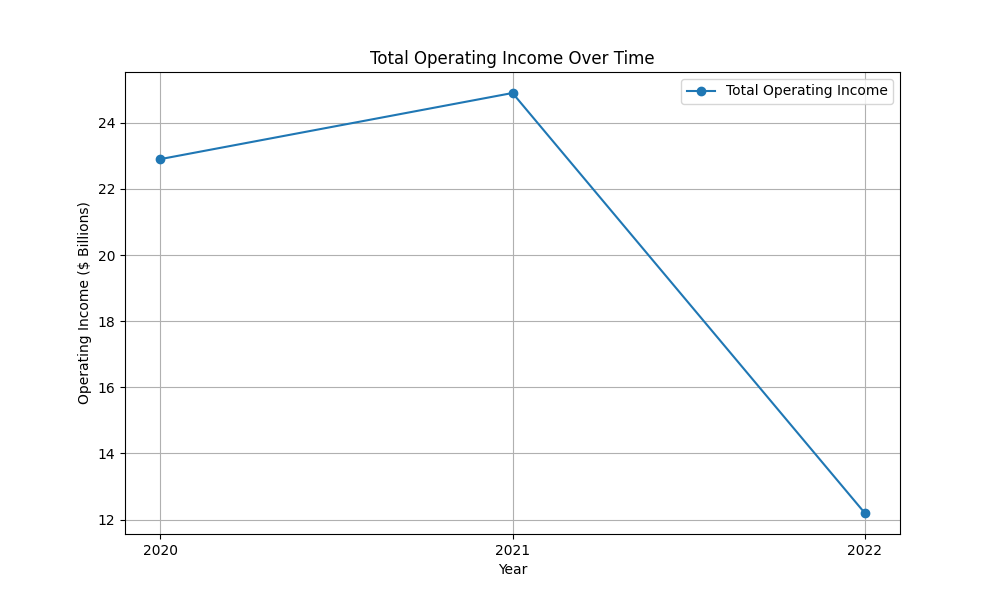 Total Operating Income Over Time
Total Operating Income
Operating Income ($ Billions)
24
22
20
18
16
14
12
2020 2021 2022
Year